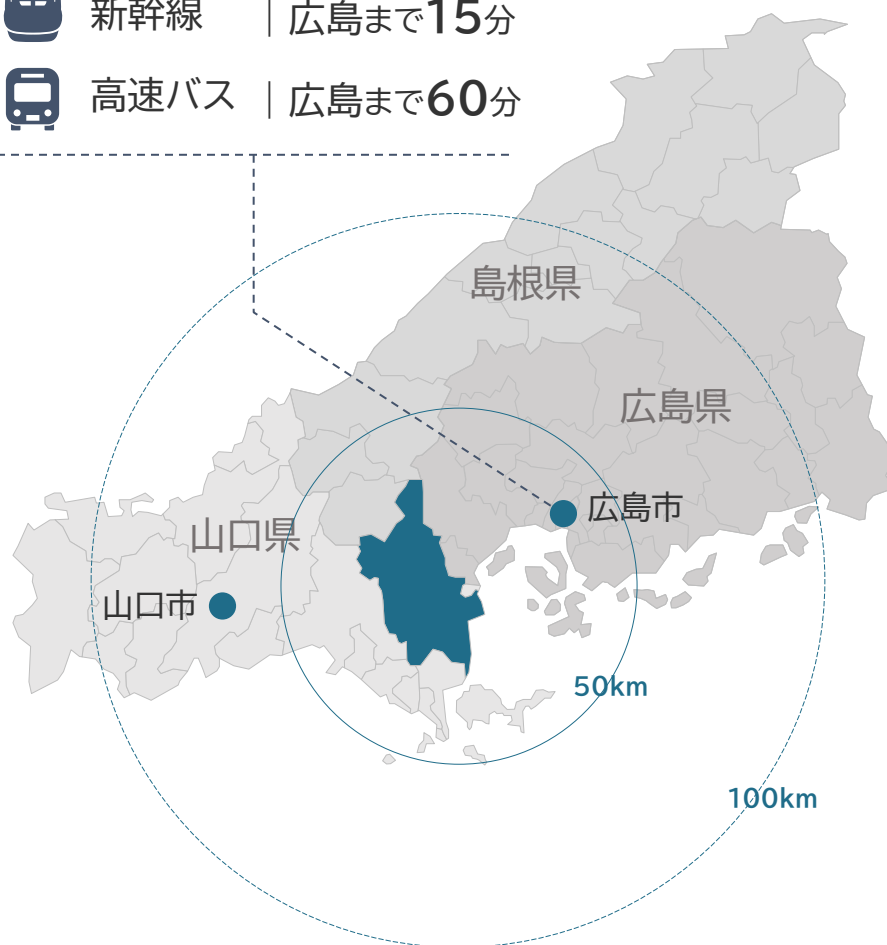 新幹線 | 広島まで15分
高速バス | 広島まで60分
島根県
広島県
広島市
山口県
山口市
50km
100km